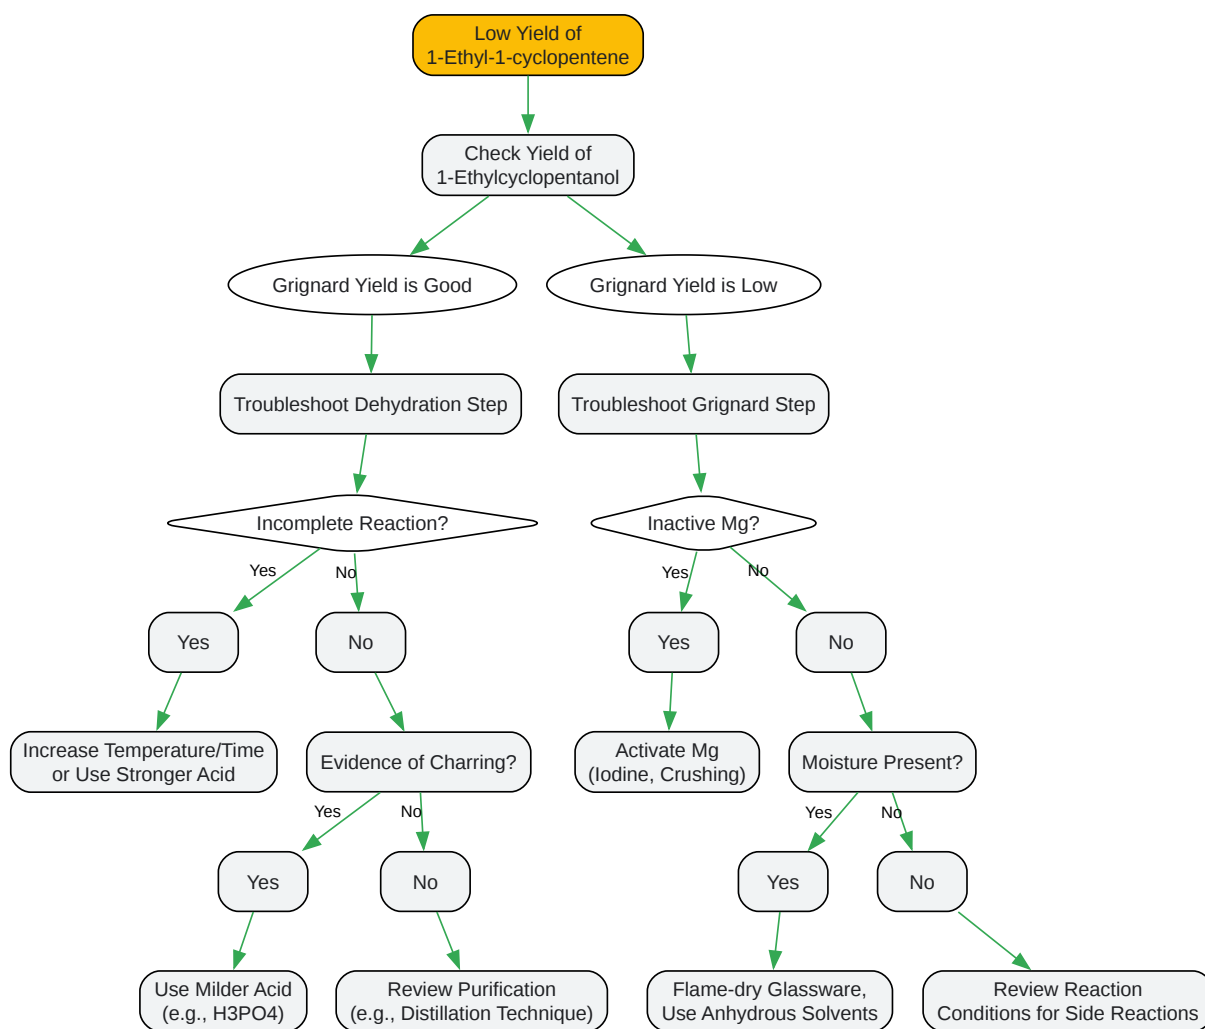 Low Yield of
1-Ethyl-1-cyclopentene
Check Yield of
1-Ethylcyclopentanol
Grignard Yield is Good
Grignard Yield is Low
Troubleshoot Dehydration Step
Troubleshoot Grignard Step
Incomplete Reaction?
Inactive Mg?
Yes
No
Yes
No
Yes
No
Yes
No
Increase Temperature/Time
or Use Stronger Acid
Evidence of Charring?
Activate Mg
(Iodine, Crushing)
Moisture Present?
Yes
No
Yes
No
Yes
No
Yes
No
Use Milder Acid
(e.g., H3PO4)
Review Purification
(e.g., Distillation Technique)
Flame-dry Glassware,
Use Anhydrous Solvents
Review Reaction
Conditions for Side Reactions